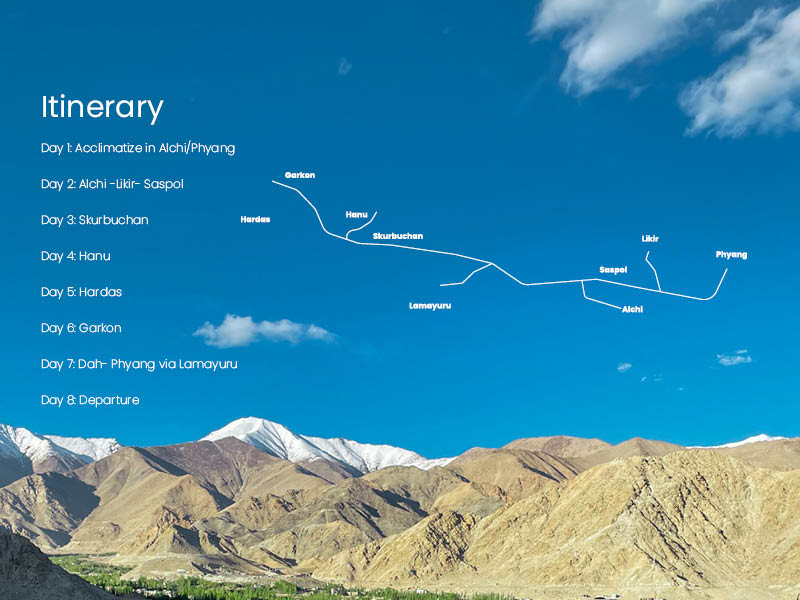 Itinerary
Day 1: Acclimatize in Alchi/Phyang
Day 2: Alchi -Likir- Saspol
Day 3: Skurbuchan
Day 4: Hanu
Day 5: Hardas
Day 6: Garkon
Day 7: Dah- Phyang via Lamayuru
Day 8: Departure
Garkon
Hanu
Hardas
Skurbuchan
Likir
Phyang
Saspol
Lamayuru
Alchi